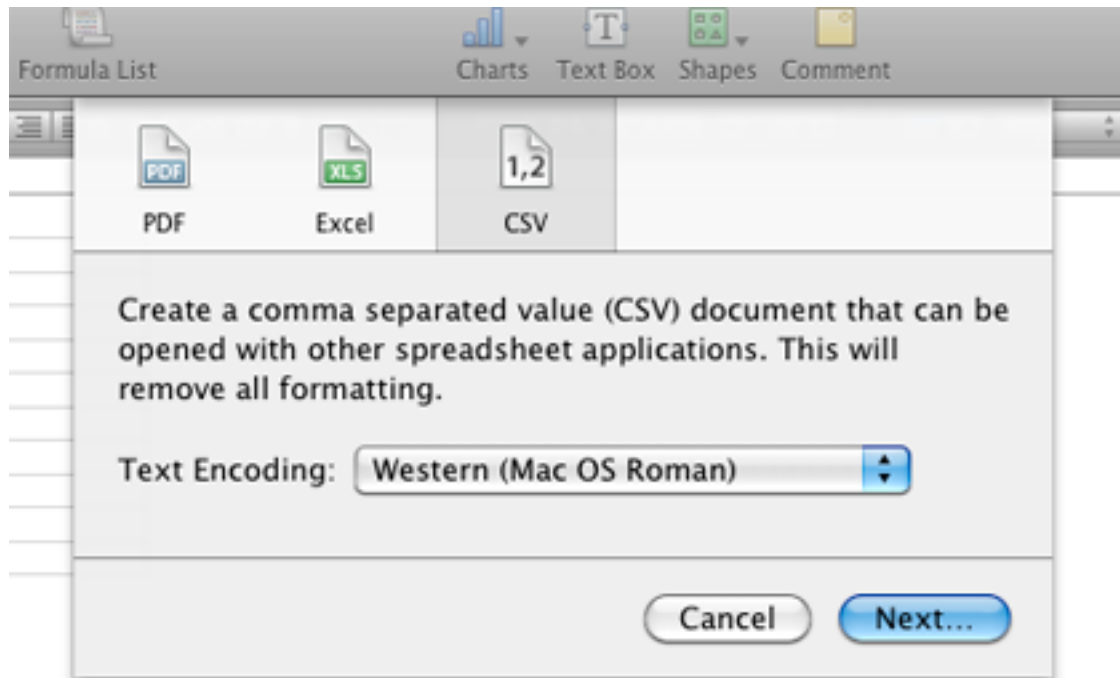 Formula List
Charts Text Box Shapes Comment
T
PDF
XLS
1,2
PDF Excel CSV
Create a comma separated value (CSV) document that can be
opened with other spreadsheet applications. This will
remove all formatting.
Text Encoding: Western (Mac OS Roman)
Cancel Next...